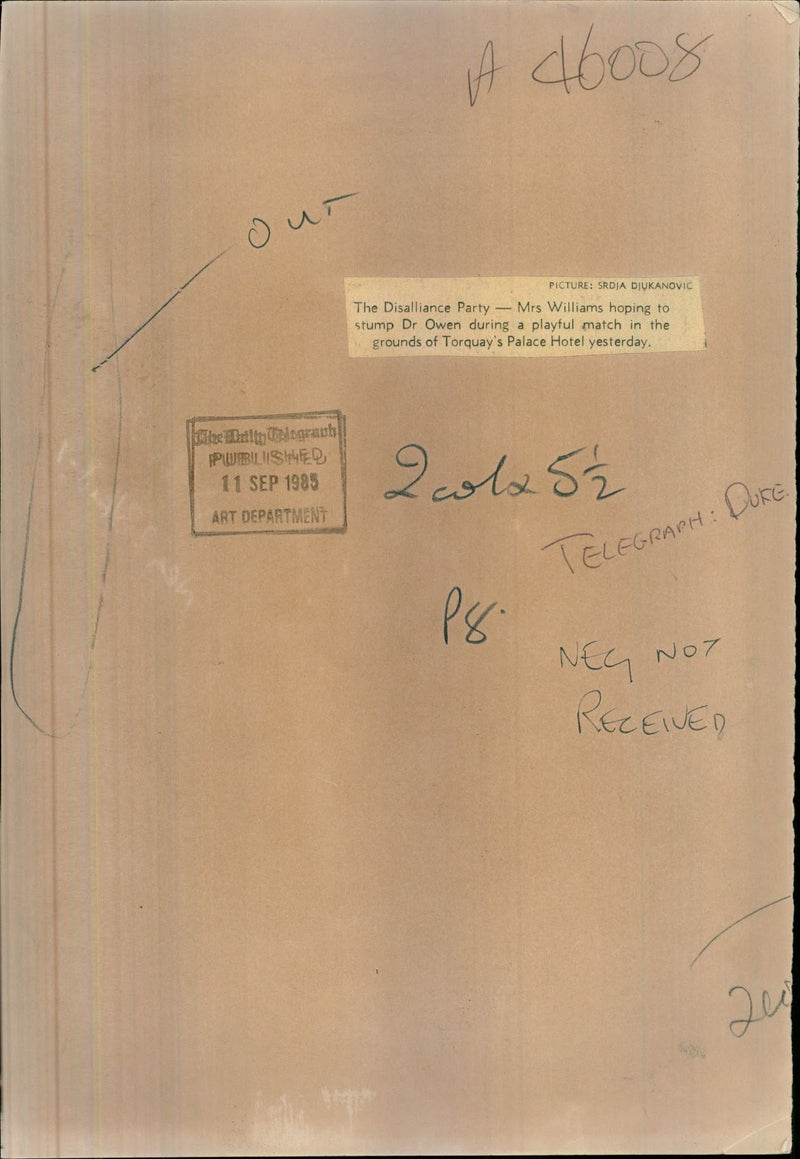 A 46008
OUT
PICTURE: SRDJA DJUKANOVIC
The Disalliance Party — Mrs Williams hoping to
stump Dr Owen during a playful match in the
grounds of Torquay's Palace Hotel yesterday.
The Daily Telegraph
PUBLISHED
11 SEP 1985
ART DEPARTMENT
2 cols 5½
TELEGRAPH: DUKE.
P8.
NEG NOT
RECEIVED